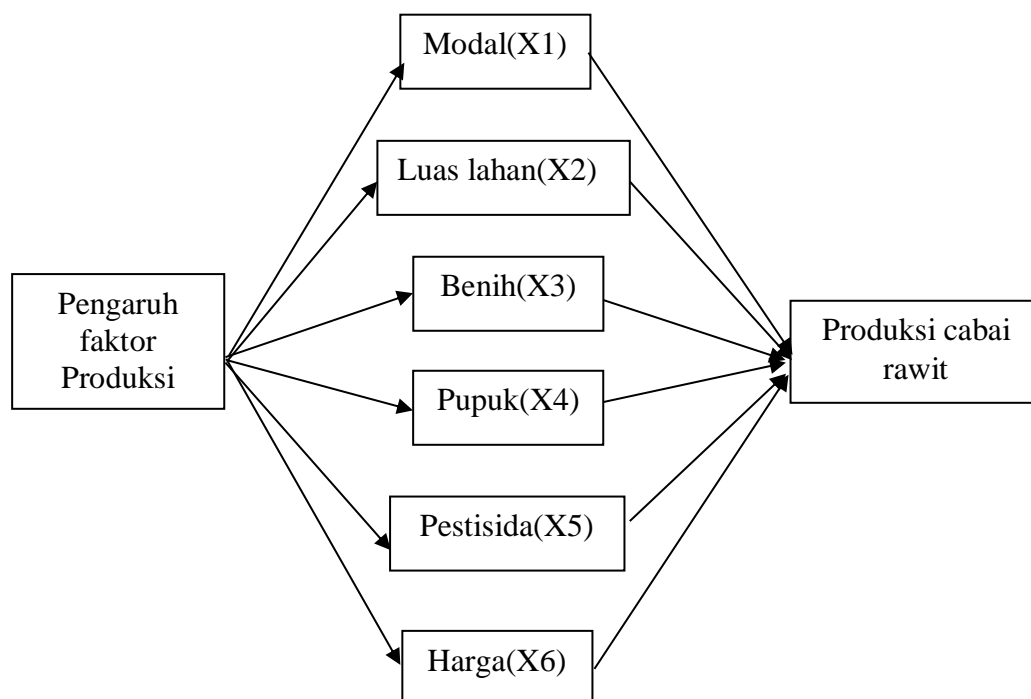 Modal(X1)
Luas lahan(X2)
Benih(X3)
Pengaruh
faktor
Produksi
Produksi cabai
rawit
Pupuk(X4)
Pestisida(X5)
Harga(X6)